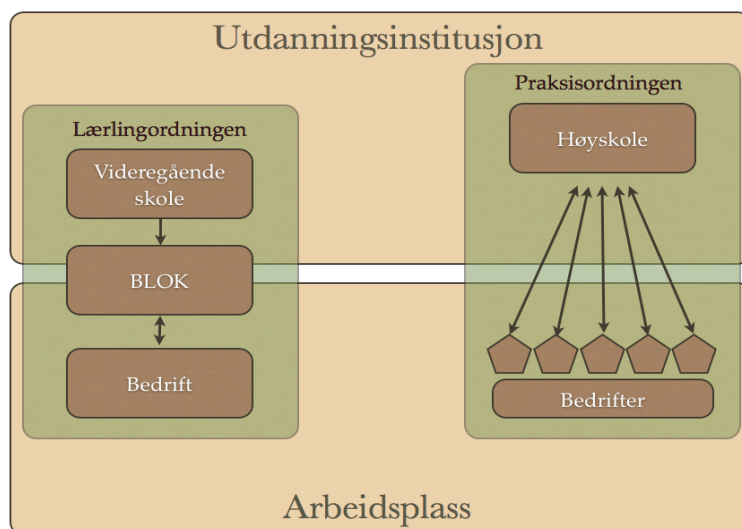 Utdanningsinstitusjon
Lærlingordningen
Videregående
skole
BLOK
Bedrift
Praksisordningen
Høyskole
Bedrifter
Arbeidsplass